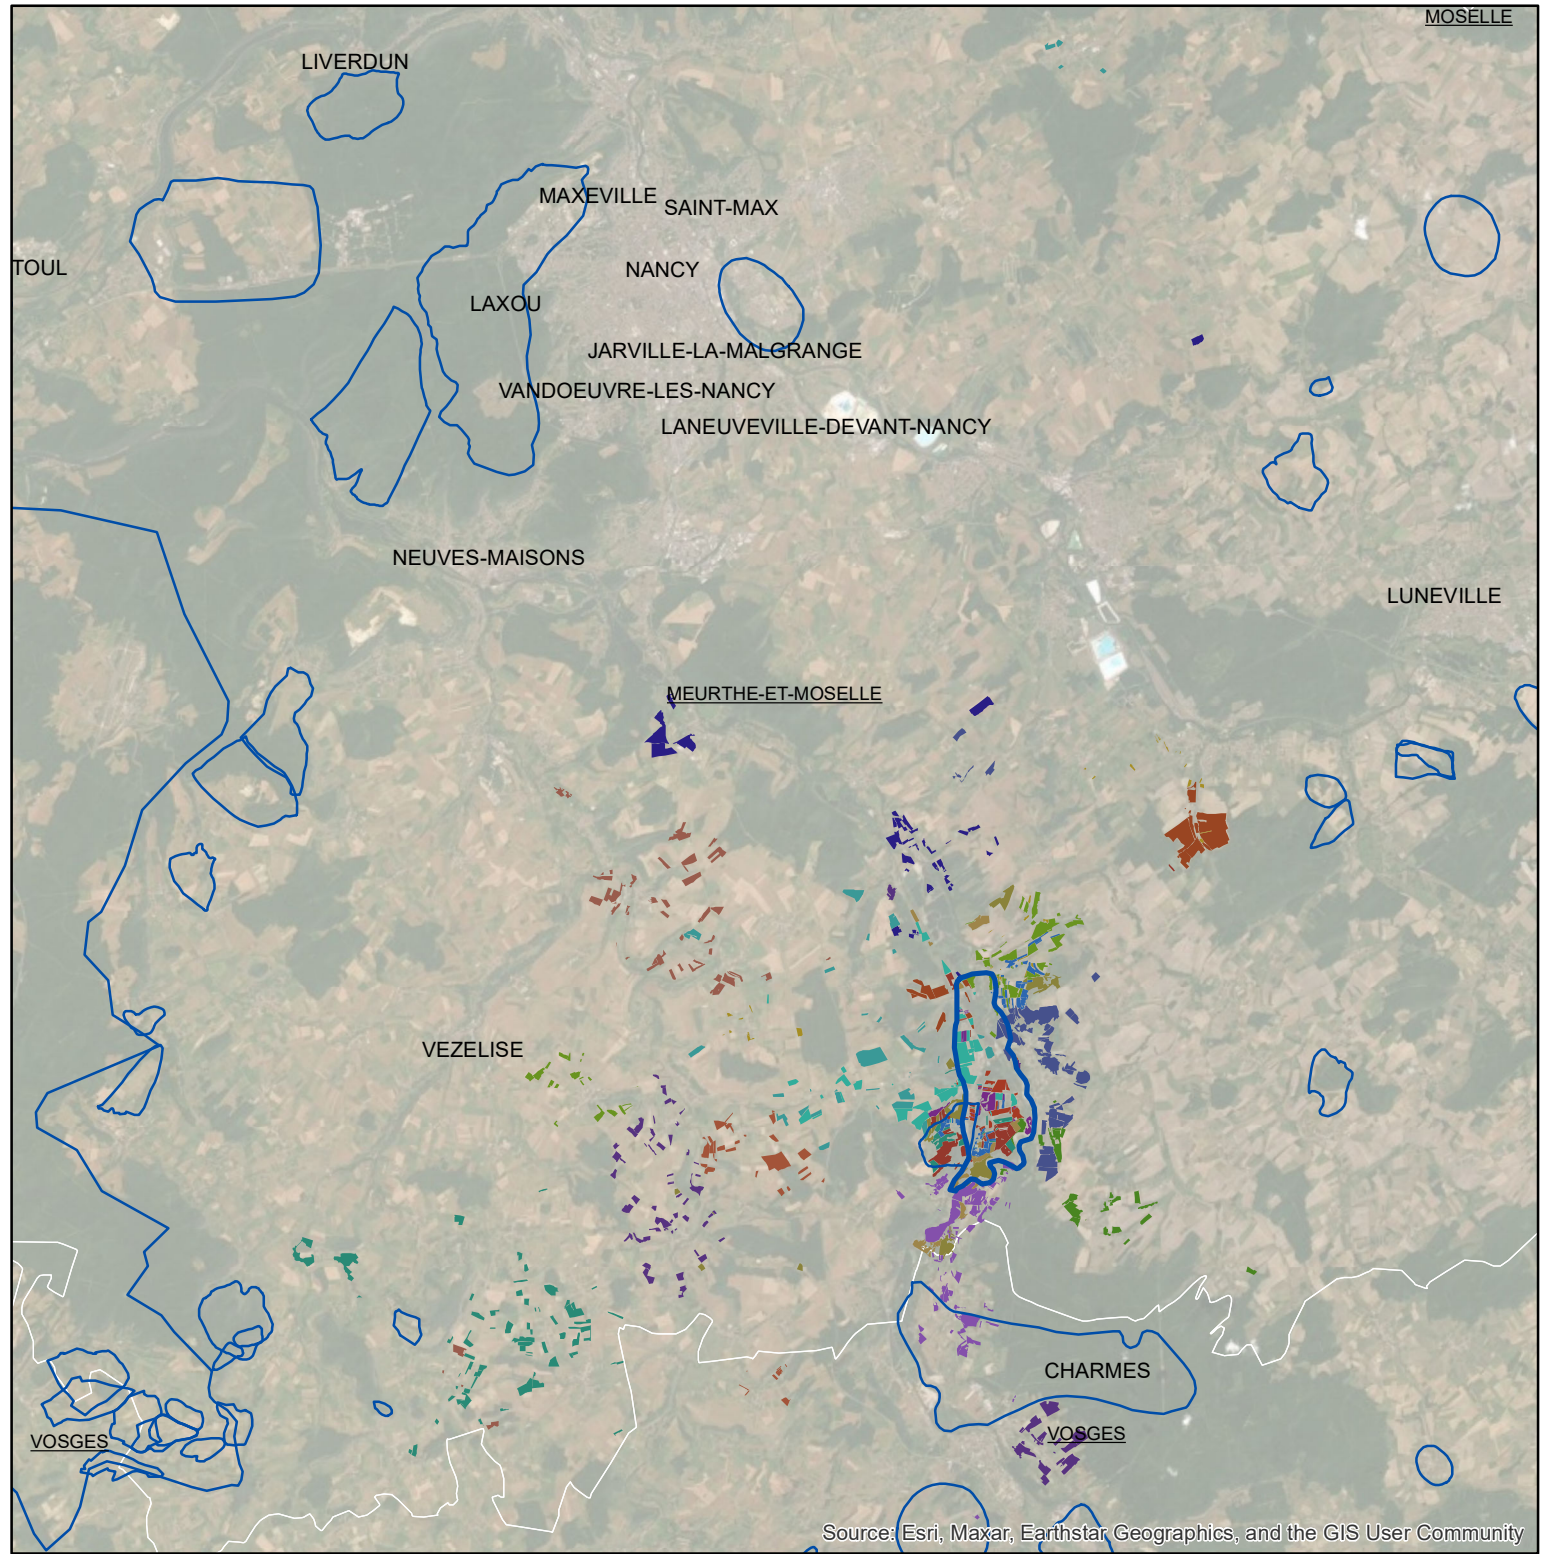 MOSELLE
LIVERDUN
MAXEVILLE
SAINT-MAX
TOUL
NANCY
LAXOU
JARVILLE-LA-MALGRANGE
VANDOEUVRE-LES-NANCY
LANEUVEVILLE-DEVANT-NANCY
NEUVES-MAISONS
LUNEVILLE
MEURTHE-ET-MOSELLE
VEZELISE
CHARMES
VOSGES
VOSGES
Source: Esri, Maxar, Earthstar Geographics, and the GIS User Community